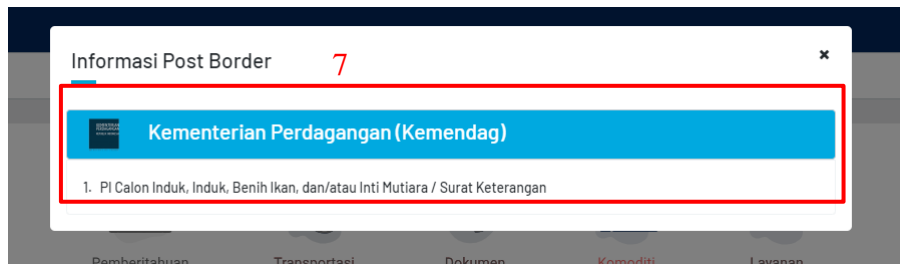 Informasi Post Border
7
×
Kementerian Perdagangan (Kemendag)
1. PI Calon Induk, Induk, Benih Ikan, dan/atau Inti Mutiara / Surat Keterangan
Pemberitahuan Transportasi Dokumen Komoditi Layanan